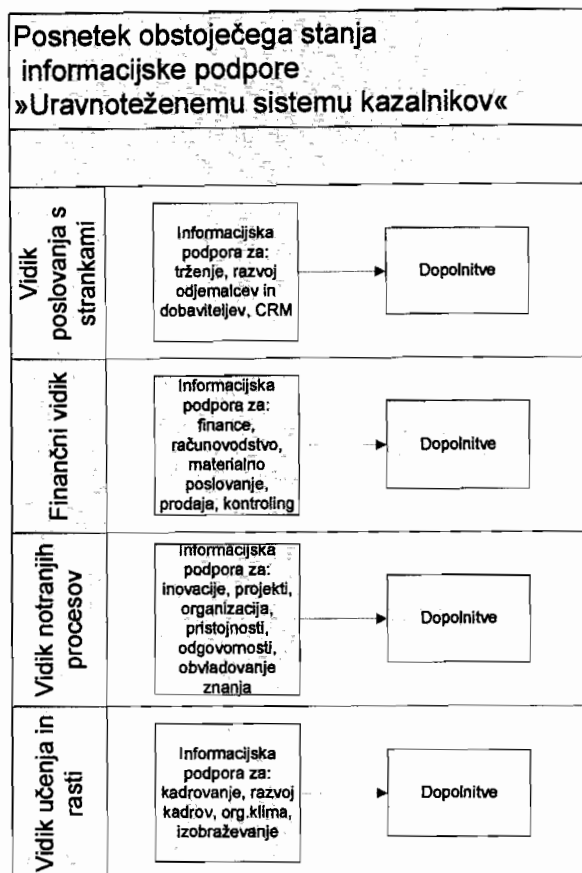 Posnetek obstoječega stanja
informacijske podpore
»Uravnoteženemu sistemu kazalnikov«
Vidik
poslovanja s
strankami
Informacijska
podpora za:
trženje, razvoj
odjemalcev in
dobaviteljev, CRM
Dopolnitve
Finančni vidik
Informacijska
podpora za:
finance,
računovodstvo,
materialno
poslovanje,
prodaja, kontroling
Dopolnitve
Vidik notranjih
procesov
Informacijska
podpora za:
inovacije, projekti,
organizacija,
pristojnosti,
odgovornosti,
obvladovanje
znanja
Dopolnitve
Vidik učenja in
rasti
Informacijska
podpora za:
kadrovanje, razvoj
kadrov, org.klima,
izobraževanje
Dopolnitve